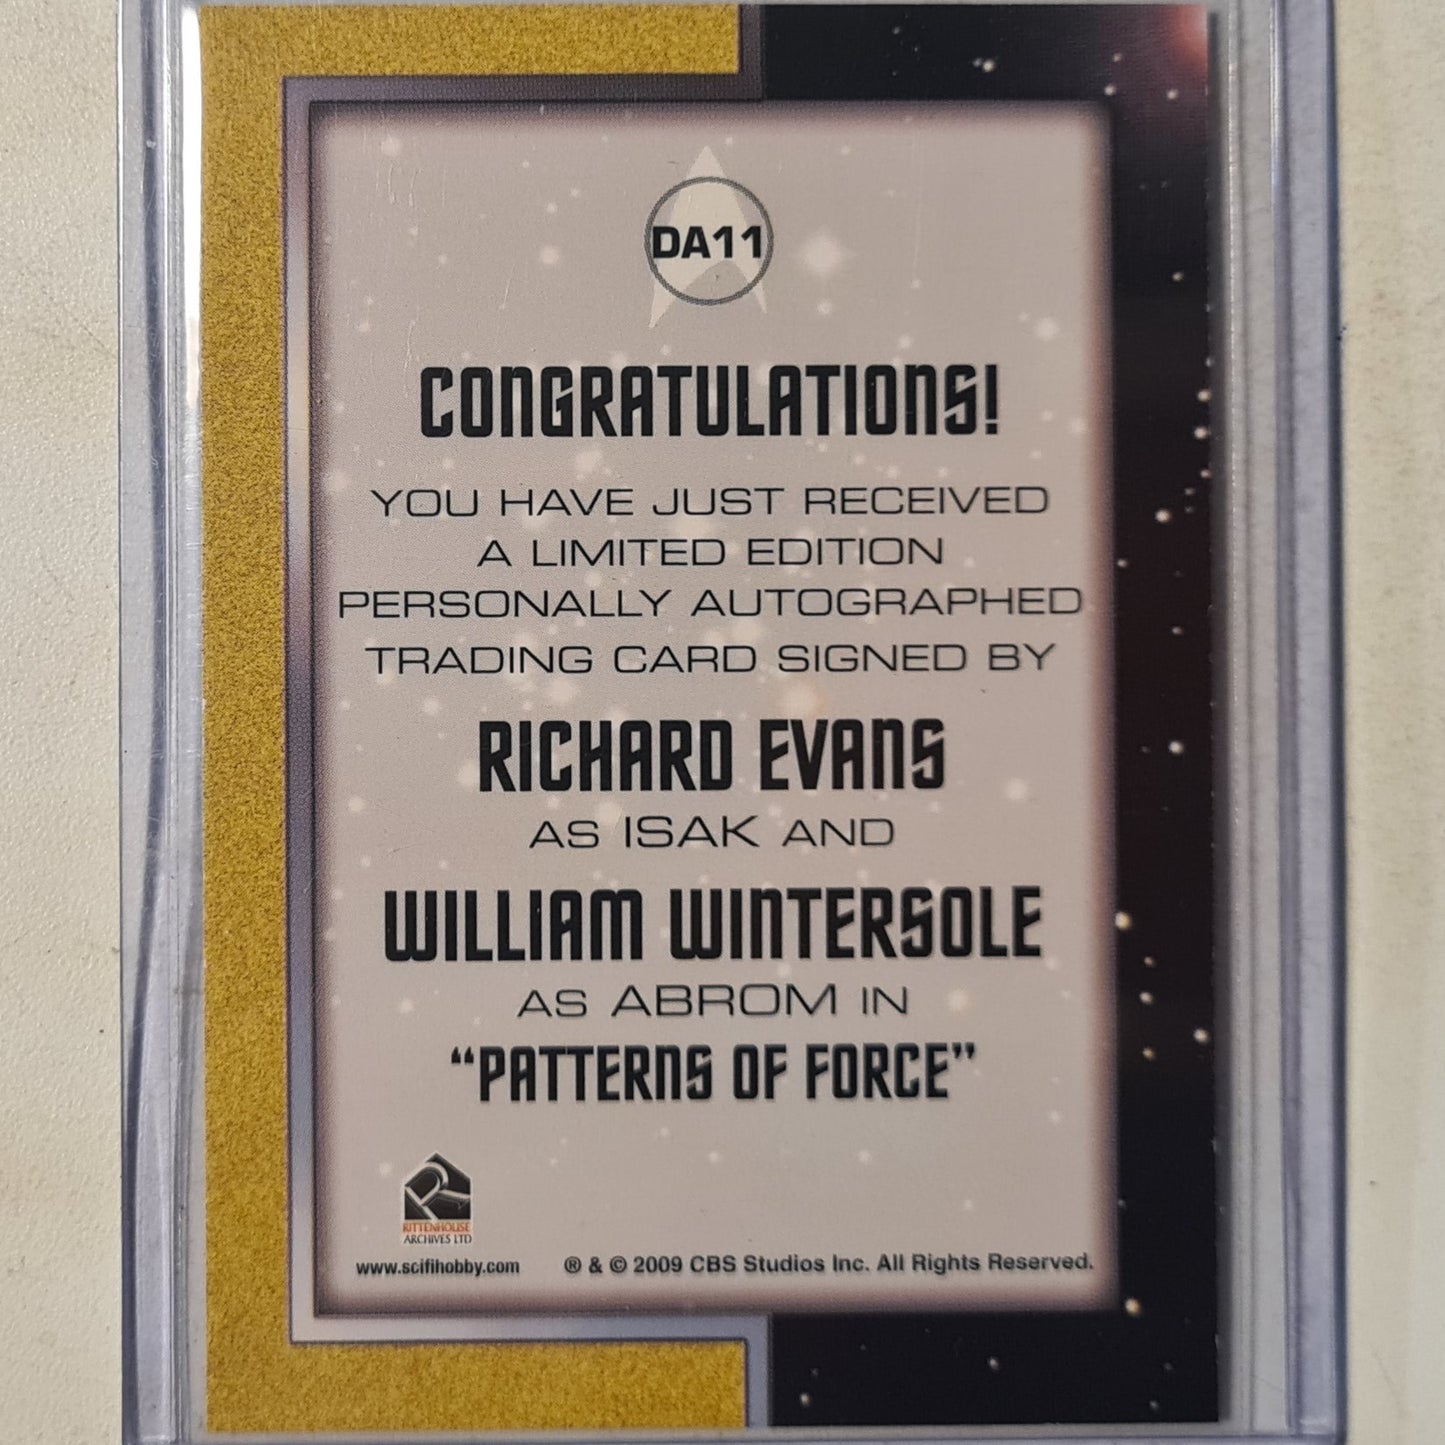 DA11
CONGRATULATIONS!
YOU HAVE JUST RECEIVED
A LIMITED EDITION
PERSONALLY AUTOGRAPHED
TRADING CARD SIGNED BY
RICHARD EVANS
AS ISAK AND
WILLIAM WINTERSOLE
AS ABROM IN
“PATTERNS OF FORCE”
RITTENHOUSE
ARCHIVES LTD
www.scifihobby.com ® & © 2009 CBS Studios Inc. All Rights Reserved.